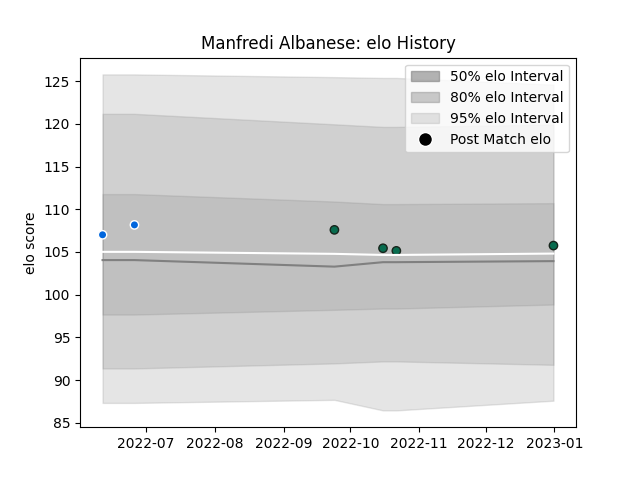 Manfredi Albanese: elo History
50% elo Interval
80% elo Interval
95% elo Interval
Post Match elo
elo score
125
120
115
110
105
100
95
90
85
2022-07
2022-08
2022-09
2022-10
2022-11
2022-12
2023-01